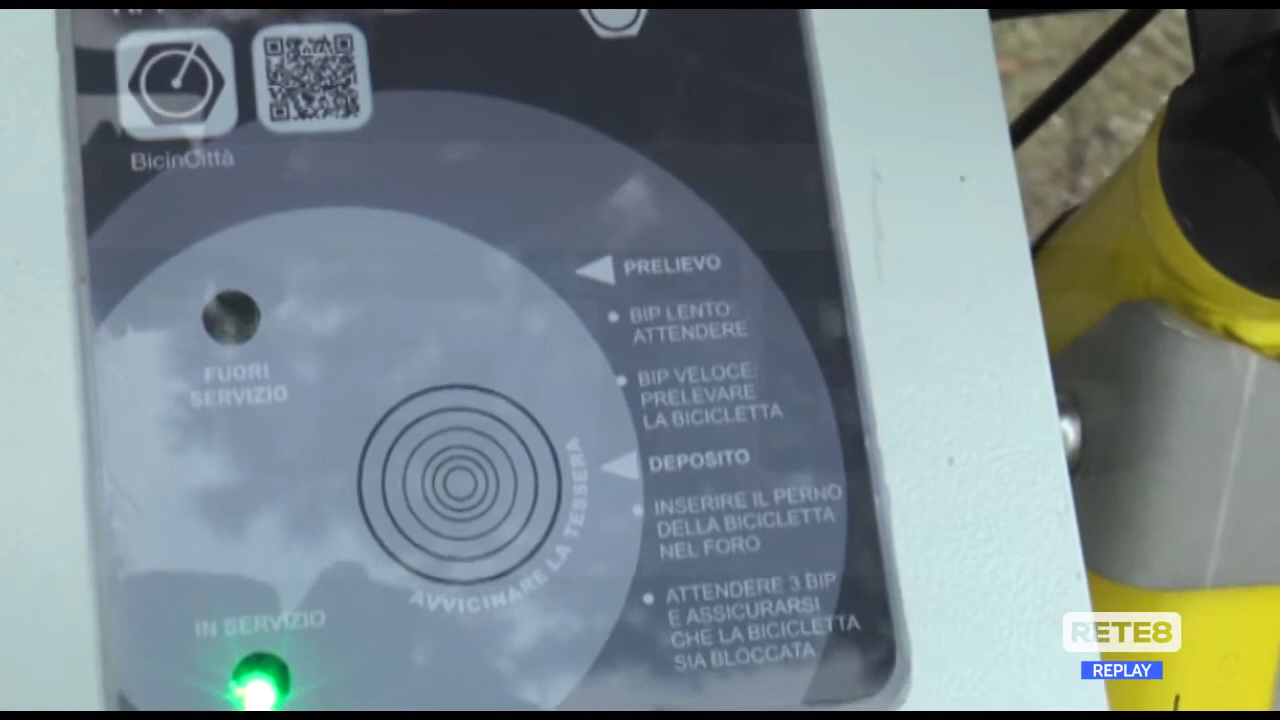 BicinCittà
PRELIEVO
BIP LENTO:
ATTENDERE
BIP VELOCE:
PRELEVARE
LA BICICLETTA
FUORI
SERVIZIO
DEPOSITO
INSERIRE IL PERNO
DELLA BICICLETTA
NEL FORO
AVVICINARE LA TESSERA
ATTENDERE 3 BIP
E ASSICURARSI
CHE LA BICICLETTA
SIA BLOCCATA
IN SERVIZIO
RETE8
REPLAY